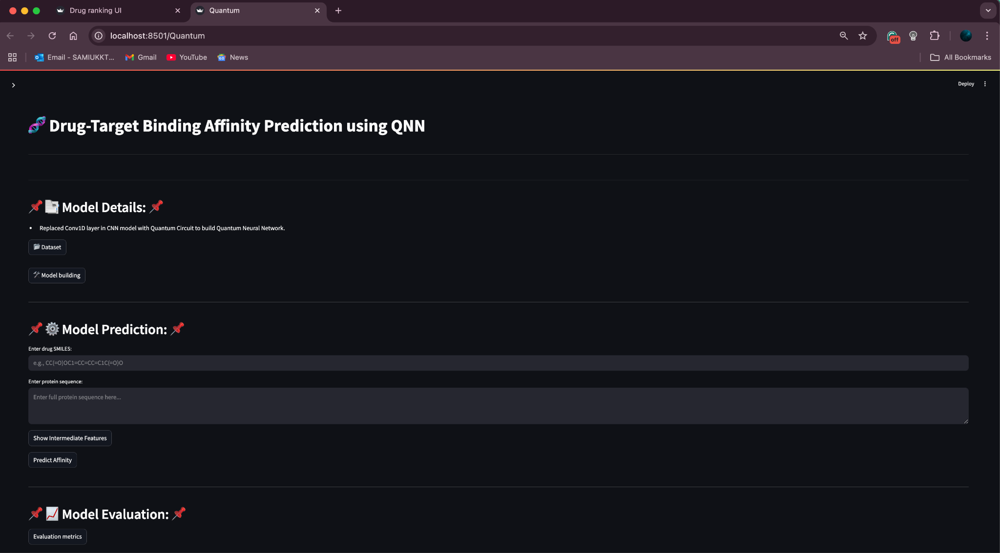 Drug ranking UI
Quantum
localhost:8501/Quantum
off
Email - SAMIUKKT...
Gmail
YouTube
News
All Bookmarks
Deploy
Drug-Target Binding Affinity Prediction using QNN
Model Details:
• Replaced Conv1D layer in CNN model with Quantum Circuit to build Quantum Neural Network.
Dataset
Model building
Model Prediction:
Enter drug SMILES:
e.g., CC(=O)OC1=CC=CC=C1C(=O)O
Enter protein sequence:
Enter full protein sequence here...
Show Intermediate Features
Predict Affinity
Model Evaluation:
Evaluation metrics